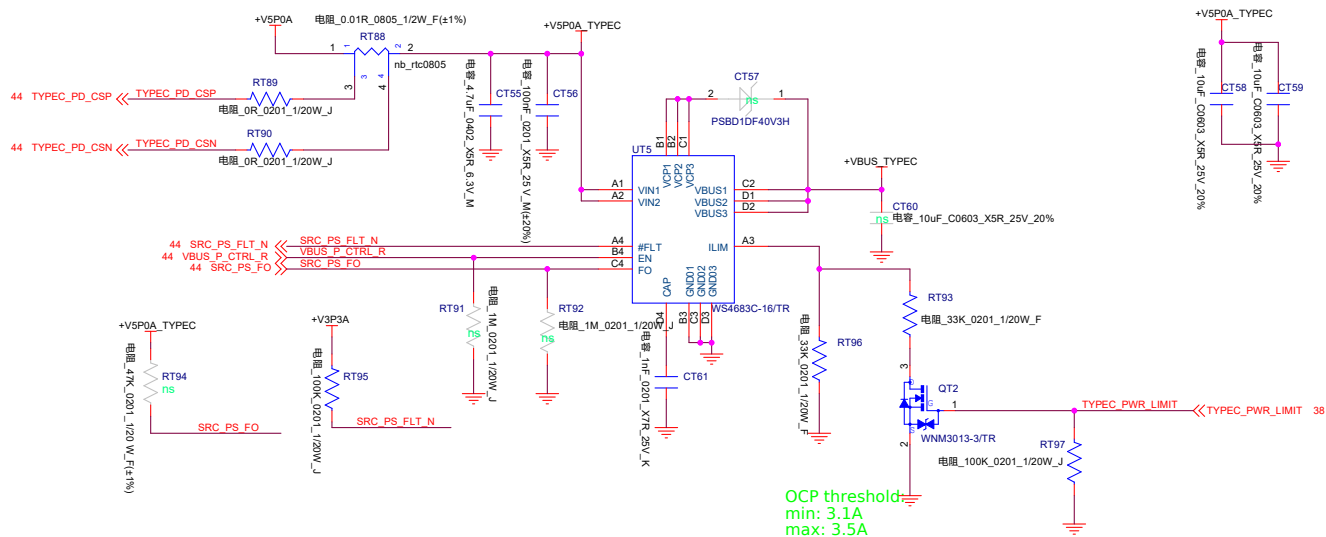 +V5P0A
电阻_0.01R_0805_1/2W_F(±1%)
+V5P0A_TYPEC
+V5P0A_TYPEC
RT88
1
1
2
2
nb_rtc0805
3
3
4
4
44 TYPEC_PD_CSP
TYPEC_PD_CSP
RT89
电阻_0R_0201_1/20W_J
44 TYPEC_PD_CSN
TYPEC_PD_CSN
RT90
电阻_0R_0201_1/20W_J
电容_4.7uF_0402_X5R_6.3V_M
CT55
电容_100nF_0201_X5R_25V_M(±20%)
CT56
CT57
2
1
ns
PSBD1DF40V3H
电容_10uF_C0603_X5R_25V_20%
CT58
电容_10uF_C0603_X5R_25V_20%
CT59
UT5
B1
B2
C1
VCP1
VCP2
VCP3
A1
VIN1
A2
VIN2
VBUS1
C2
VBUS2
D1
VBUS3
D2
+VBUS_TYPEC
CT60
ns
电容_10uF_C0603_X5R_25V_20%
44 SRC_PS_FLT_N
SRC_PS_FLT_N
A4
#FLT
44 VBUS_P_CTRL_R
VBUS_P_CTRL_R
B4
EN
44 SRC_PS_FO
SRC_PS_FO
C4
FO
ILIM
A3
CAP
GND01
GND02
GND03
D4
B3
C3
D3
WS4683C-16/TR
RT91
ns
电阻_1M_0201_1/20W_J
RT92
ns
电阻_1M_0201_1/20W_J
电容_1nF_0201_X7R_25V_K
CT61
RT93
电阻_33K_0201_1/20W_F
RT96
电阻_33K_0201_1/20W_F
+V5P0A_TYPEC
RT94
ns
电阻_47K_0201_1/20W_F(±1%)
SRC_PS_FO
+V3P3A
RT95
电阻_100K_0201_1/20W_J
SRC_PS_FLT_N
3
D
QT2
G
1
S
2
WNM3013-3/TR
TYPEC_PWR_LIMIT
TYPEC_PWR_LIMIT 38
RT97
电阻_100K_0201_1/20W_J
OCP threshold:
min: 3.1A
max: 3.5A